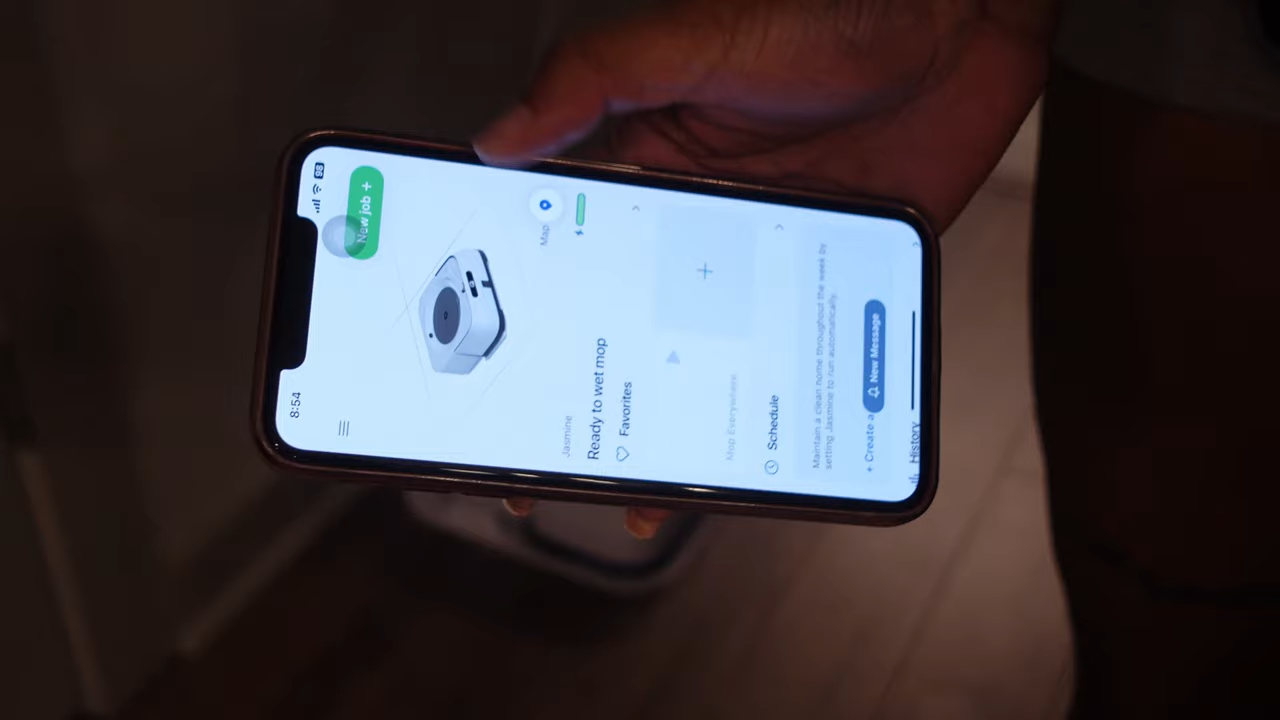 8:54
98
New job +
Map
Jasmine
Ready to wet mop
Favorites
Mop Everywhere
Schedule
Maintain a clean home throughout the week by
setting Jasmine to run automatically.
+ Create a
New Message
History